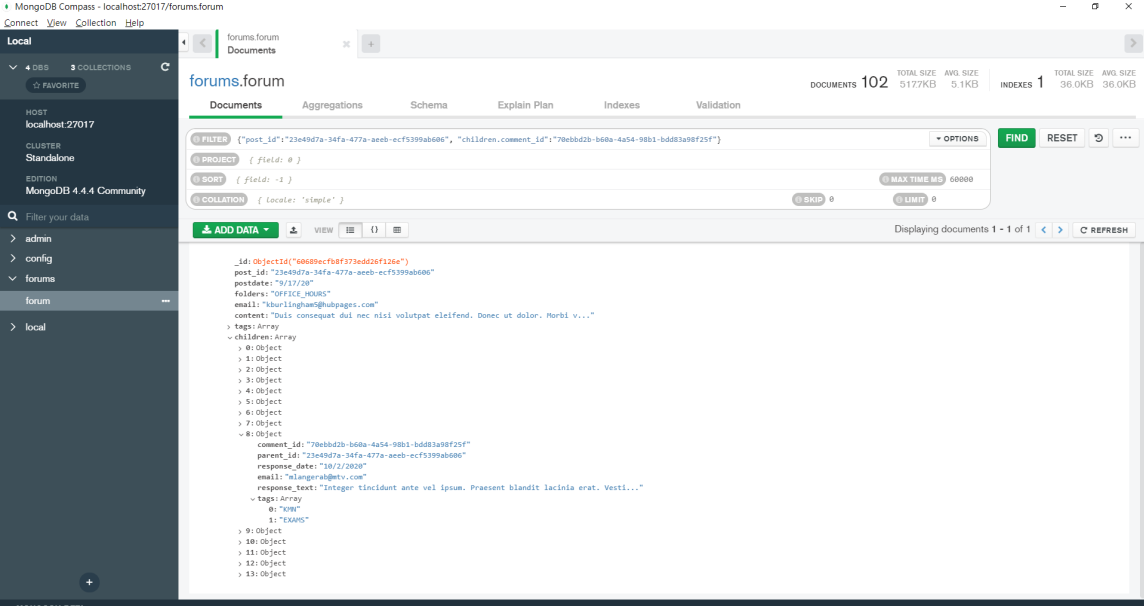 MongoDB Compass - localhost:27017/forums.forum
Connect View Collection Help
Local
4 DBS 3 COLLECTIONS
FAVORITE
HOST
localhost:27017
CLUSTER
Standalone
EDITION
MongoDB 4.4.4 Community
Filter your data
admin
config
forums
forum
local
forums.forum
Documents
forums.forum
DOCUMENTS 102 TOTAL SIZE 517.7KB AVG. SIZE 5.1KB INDEXES 1 TOTAL SIZE 36.0KB AVG. SIZE 36.0KB
Documents Aggregations Schema Explain Plan Indexes Validation
FILTER {"post_id":"23e49d7a-34fa-477a-aeeb-ecf5399ab606", "children.comment_id":"70ebbd2b-b60a-4a54-98b1-bdd83a98f25f"} OPTIONS FIND RESET
PROJECT { field: 0 }
SORT { field: -1 } MAX TIME MS 60000
COLLATION { locale: 'simple' } SKIP 0 LIMIT 0
ADD DATA VIEW {} Displaying documents 1 - 1 of 1 REFRESH
_id: ObjectId("60689ecfb8f373edd26f126e")
post_id: "23e49d7a-34fa-477a-aeeb-ecf5399ab606"
postdate: "9/17/20"
folders: "OFFICE_HOURS"
email: "kburlingham5@hubpages.com"
content: "Duis consequat dui nec nisi volutpat eleifend. Donec ut dolor. Morbi v..."
tags: Array
children: Array
0: Object
1: Object
2: Object
3: Object
4: Object
5: Object
6: Object
7: Object
8: Object
comment_id: "70ebbd2b-b60a-4a54-98b1-bdd83a98f25f"
parent_id: "23e49d7a-34fa-477a-aeeb-ecf5399ab606"
response_date: "10/2/2020"
email: "mlangerab@mtv.com"
response_text: "Integer tincidunt ante vel ipsum. Praesent blandit lacinia erat. Vesti..."
tags: Array
0: "KMN"
1: "EXAMS"
9: Object
10: Object
11: Object
12: Object
13: Object